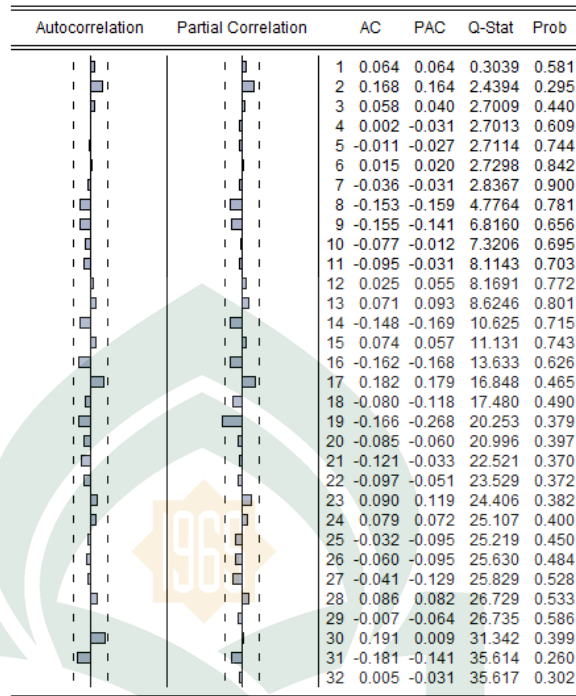 Autocorrelation Partial Correlation AC PAC Q-Stat Prob
1 0.064 0.064 0.3039 0.581
2 0.168 0.164 2.4394 0.295
3 0.058 0.040 2.7009 0.440
4 0.002 -0.031 2.7013 0.609
5 -0.011 -0.027 2.7114 0.744
6 0.015 0.020 2.7298 0.842
7 -0.036 -0.031 2.8367 0.900
8 -0.153 -0.159 4.7764 0.781
9 -0.155 -0.141 6.8160 0.656
10 -0.077 -0.012 7.3206 0.695
11 -0.095 -0.031 8.1143 0.703
12 0.025 0.055 8.1691 0.772
13 0.071 0.093 8.6246 0.801
14 -0.148 -0.169 10.625 0.715
15 0.074 0.057 11.131 0.743
16 -0.162 -0.168 13.633 0.626
17 0.182 0.179 16.848 0.465
18 -0.080 -0.118 17.480 0.490
19 -0.166 -0.268 20.253 0.379
20 -0.085 -0.060 20.996 0.397
21 -0.121 -0.033 22.521 0.370
22 -0.097 -0.051 23.529 0.372
23 0.090 0.119 24.406 0.382
24 0.079 0.072 25.107 0.400
25 -0.032 -0.095 25.219 0.450
26 -0.060 -0.095 25.630 0.484
27 -0.041 -0.129 25.829 0.528
28 0.086 0.082 26.729 0.533
29 -0.007 -0.064 26.735 0.586
30 0.191 0.009 31.342 0.399
31 -0.181 -0.141 35.614 0.260
32 0.005 -0.031 35.617 0.302